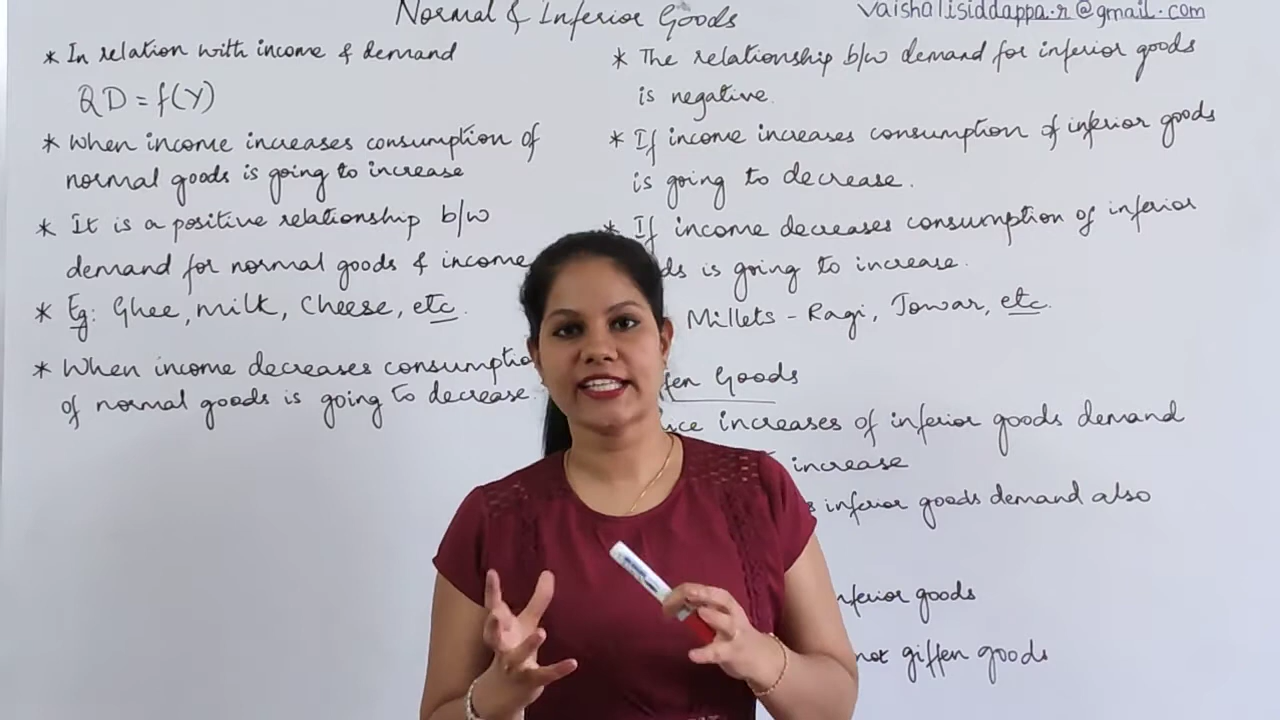 Normal & Inferior Goods
vaishalisiddappa.r@gmail.com
* In relation with income & demand
QD = f(Y)
* When income increases consumption of
normal goods is going to increase
* It is a positive relationship b/w
demand for normal goods & income
* Eg: Ghee, milk, Cheese, etc.
* When income decreases
of normal goods is going to decrease.
* The relationship b/w demand for inferior goods
is negative.
* If income increases consumption of inferior goods
is going to decrease.
* If income decreases consumption of inferior
is going to increase.
Millets - Ragi, Jowar, etc.
Goods
increases of inferior goods demand
increase
inferior goods demand also
goods
not giffen goods